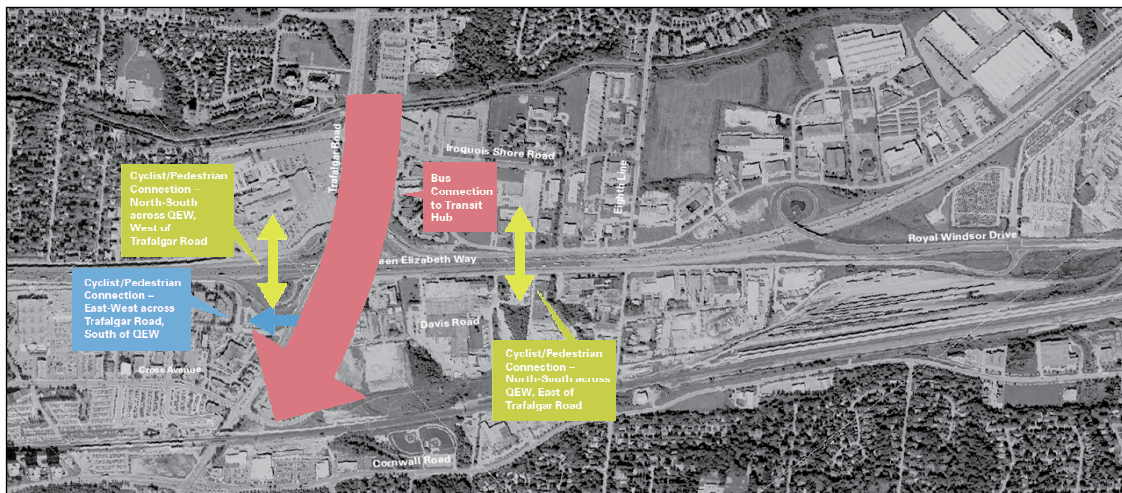 Trafalgar Road
Iroquois Shore Road
Eighth Line
Cyclist/Pedestrian
Connection –
North-South
across QEW,
West of
Trafalgar Road
Bus
Connection
to Transit
Hub
Royal Windsor Drive
een Elizabeth Way
Cyclist/Pedestrian
Connection –
East-West across
Trafalgar Road,
South of QEW
Davis Road
Cyclist/Pedestrian
Connection –
North-South across
QEW, East of
Trafalgar Road
Cross Avenue
Cornwall Road